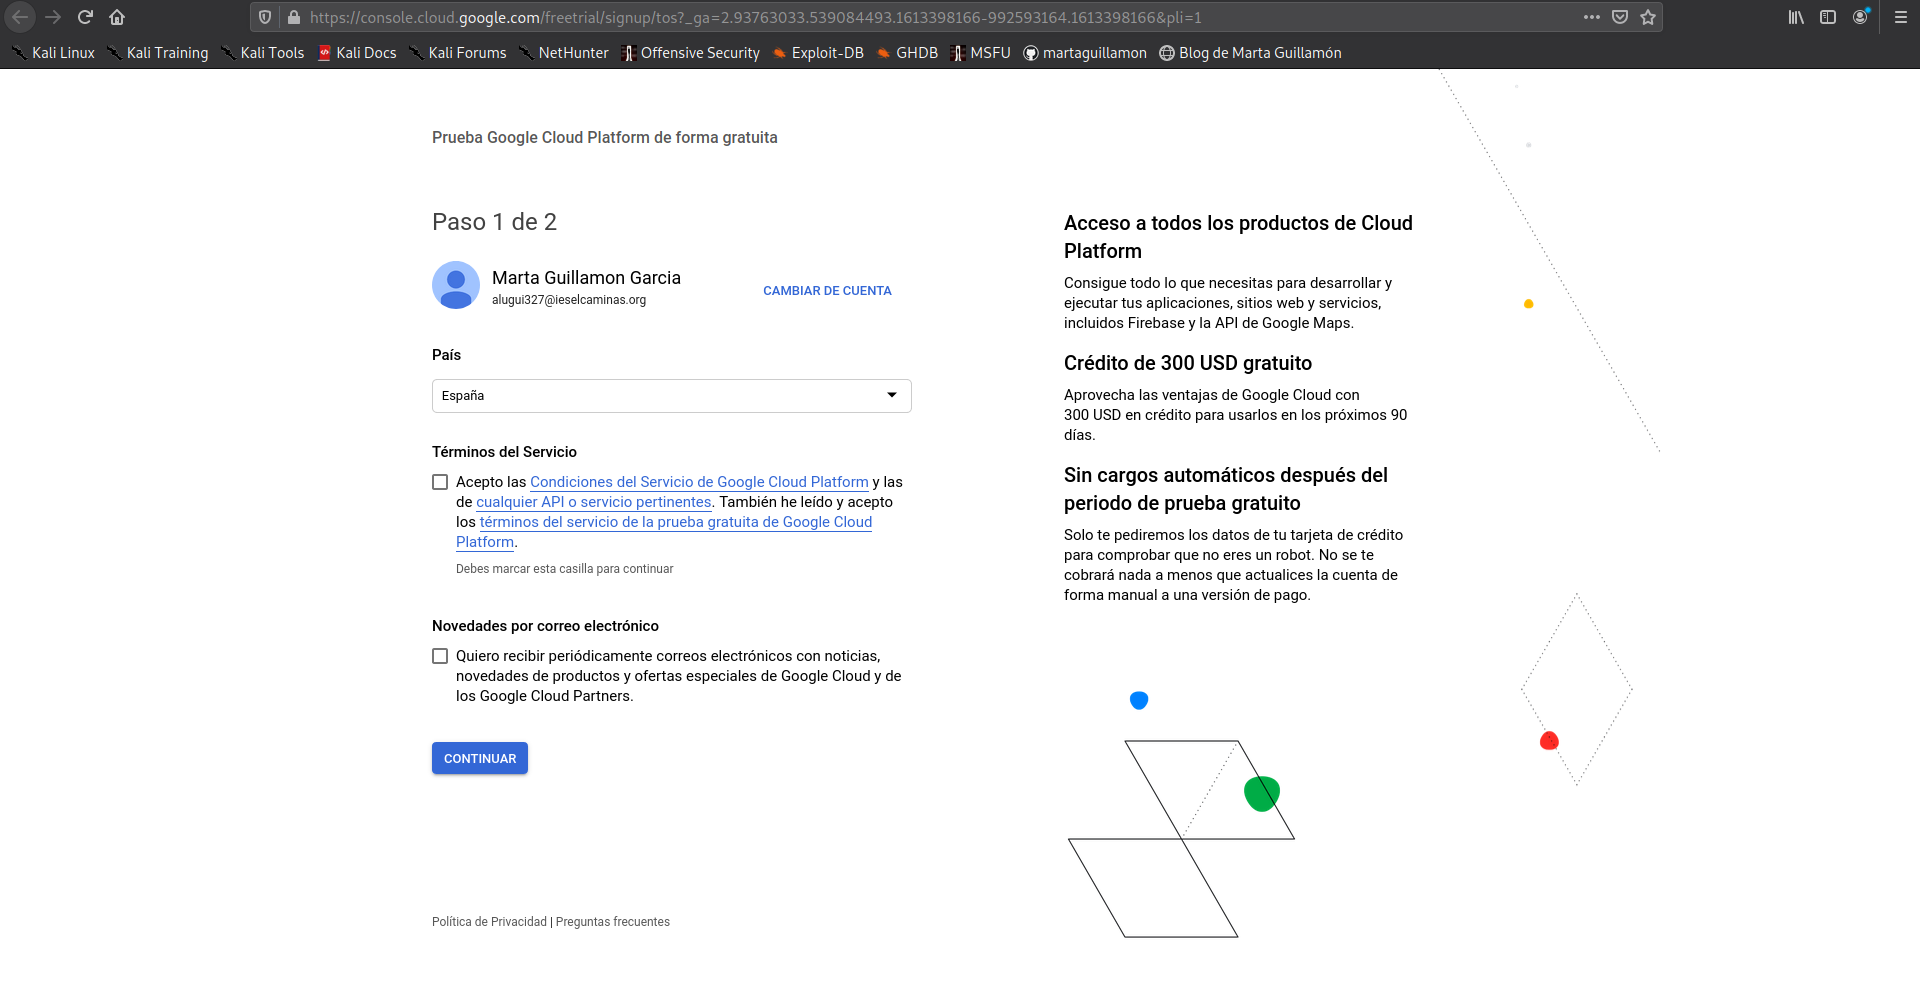 https://console.cloud.google.com/freetrial/signup/tos?_ga=2.93763033.539084493.1613398166-992593164.1613398166&pli=1
Kali Linux Kali Training Kali Tools Kali Docs Kali Forums NetHunter Offensive Security Exploit-DB GHDB MSFU martaguillamon Blog de Marta Guillamón
Prueba Google Cloud Platform de forma gratuita
Paso 1 de 2
Marta Guillamon Garcia
alugui327@ieselcaminas.org
CAMBIAR DE CUENTA
País
España
Términos del Servicio
Acepto las Condiciones del Servicio de Google Cloud Platform y las
de cualquier API o servicio pertinentes. También he leído y acepto
los términos del servicio de la prueba gratuita de Google Cloud
Platform.
Debes marcar esta casilla para continuar
Novedades por correo electrónico
Quiero recibir periódicamente correos electrónicos con noticias,
novedades de productos y ofertas especiales de Google Cloud y de
los Google Cloud Partners.
CONTINUAR
Política de Privacidad | Preguntas frecuentes
Acceso a todos los productos de Cloud
Platform
Consigue todo lo que necesitas para desarrollar y
ejecutar tus aplicaciones, sitios web y servicios,
incluidos Firebase y la API de Google Maps.
Crédito de 300 USD gratuito
Aprovecha las ventajas de Google Cloud con
300 USD en crédito para usarlos en los próximos 90
días.
Sin cargos automáticos después del
periodo de prueba gratuito
Solo te pediremos los datos de tu tarjeta de crédito
para comprobar que no eres un robot. No se te
cobrará nada a menos que actualices la cuenta de
forma manual a una versión de pago.